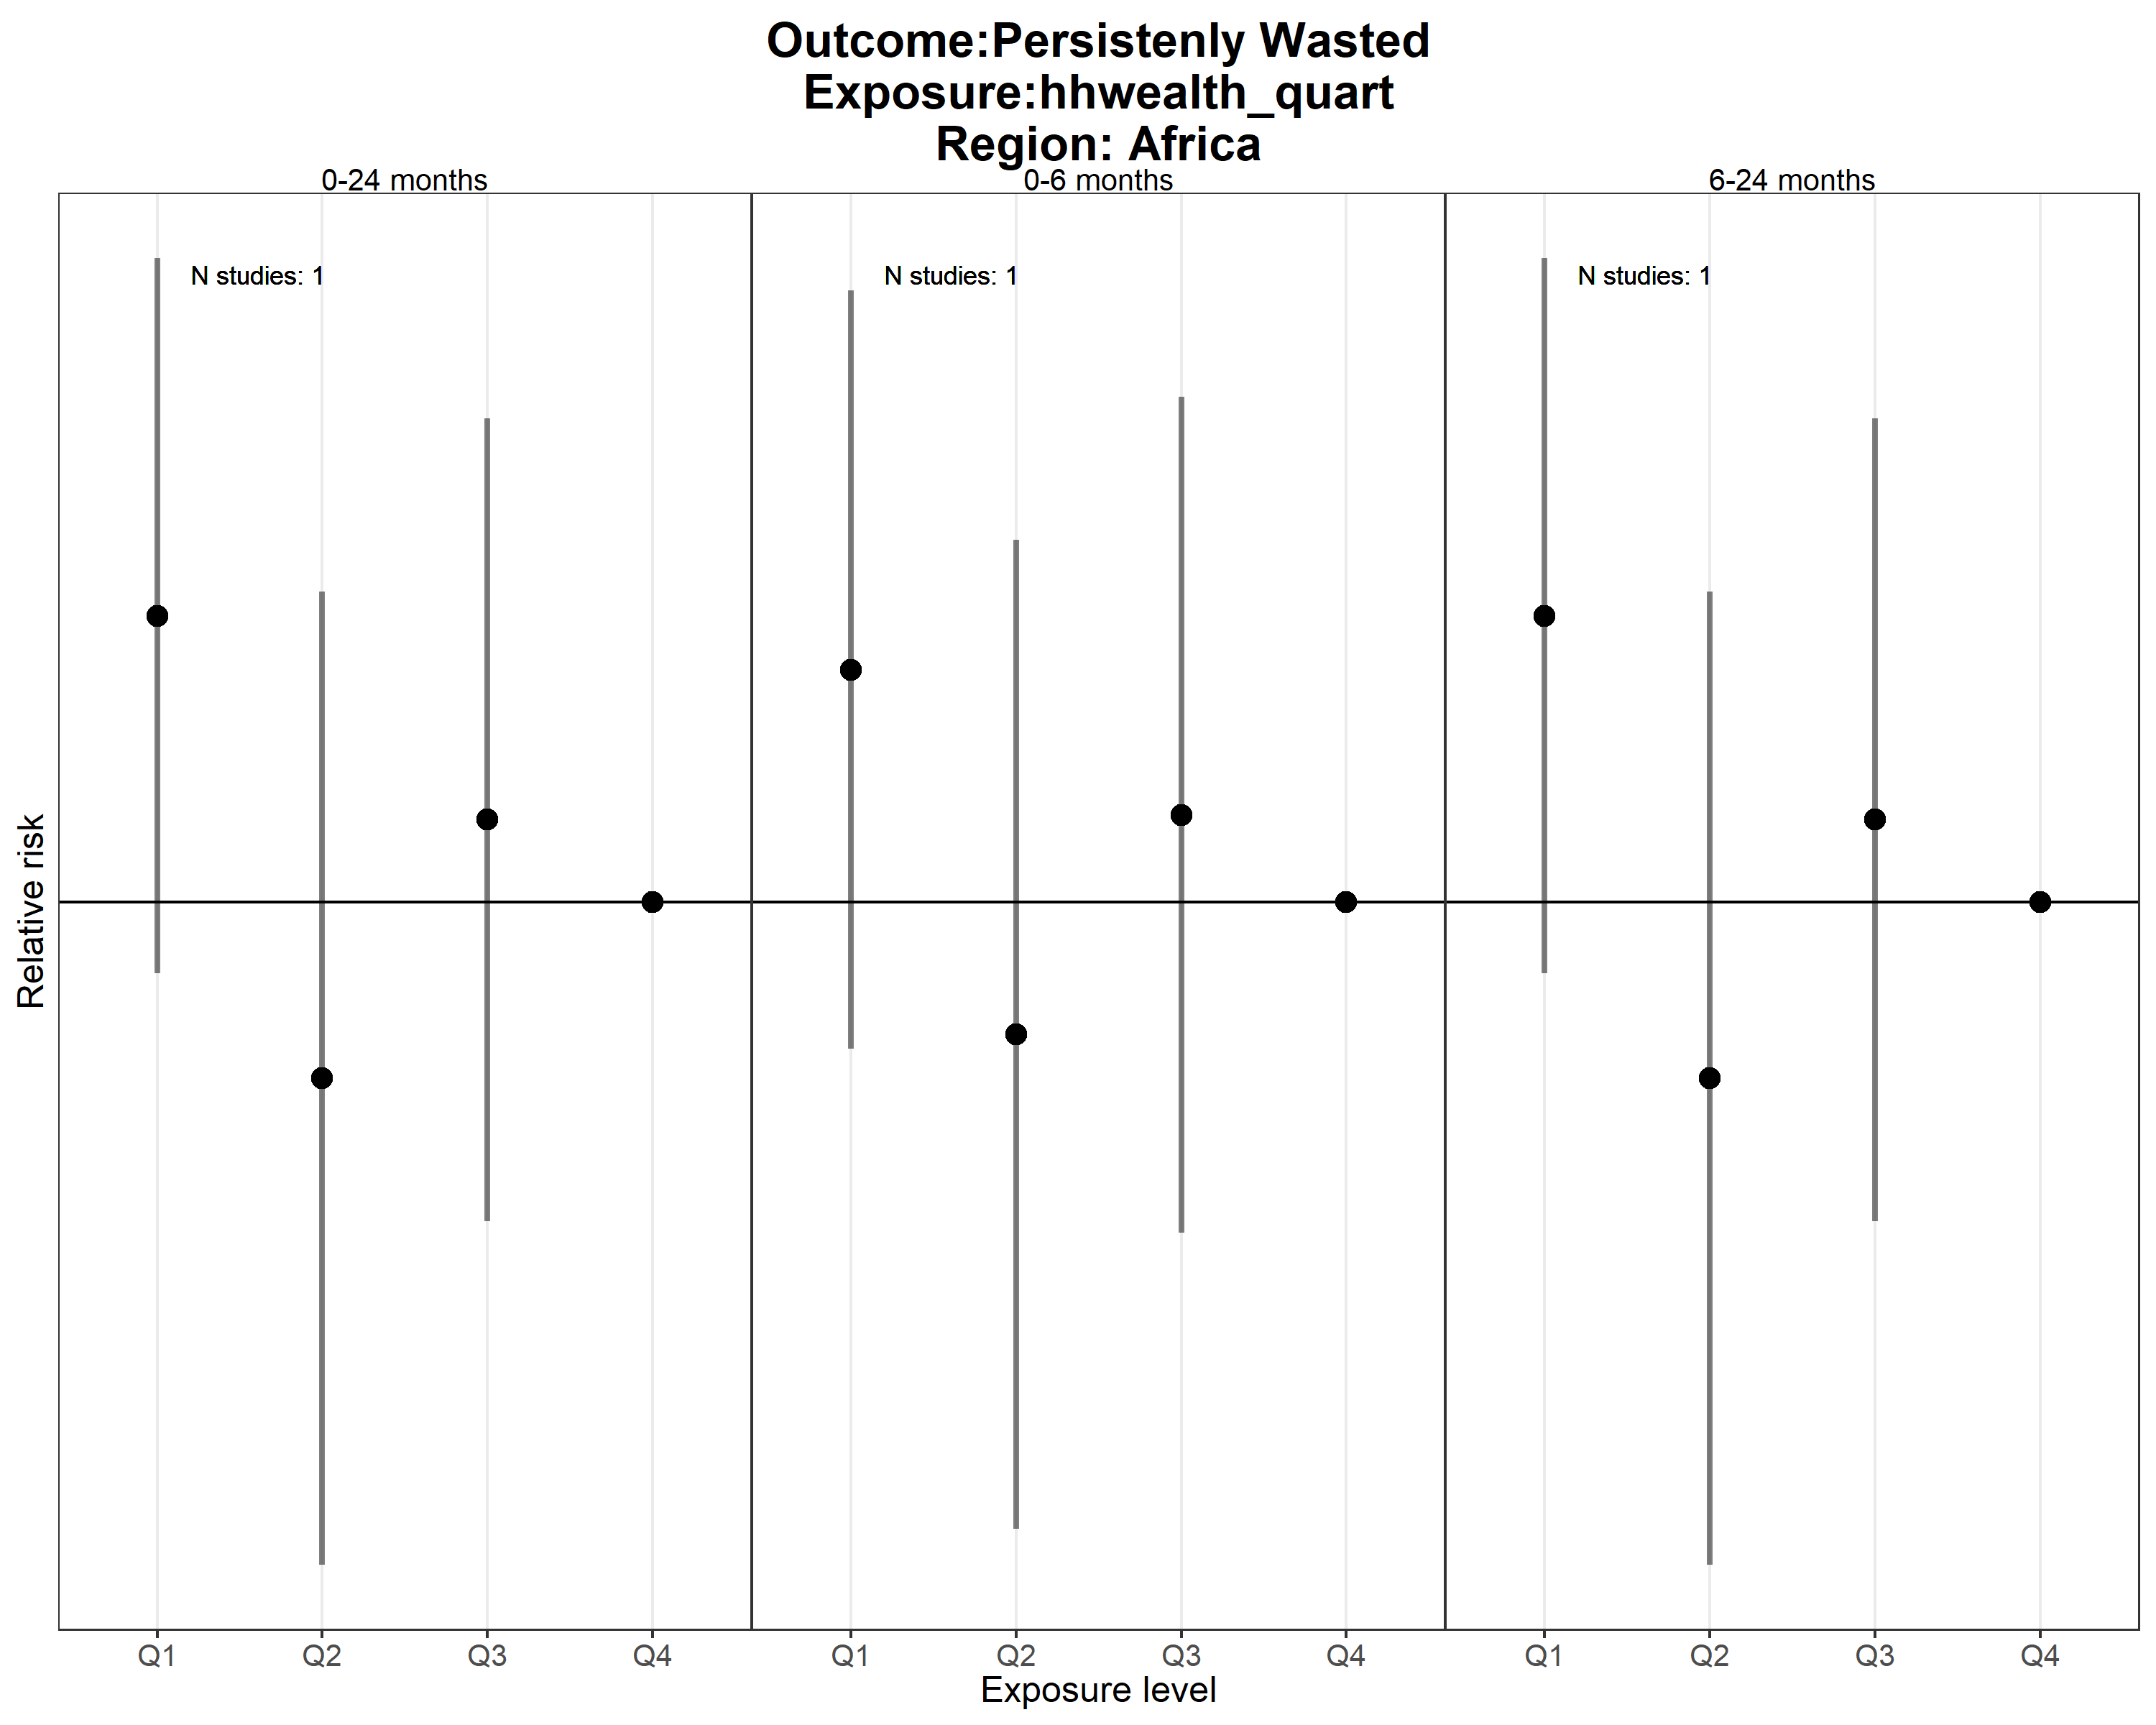 Outcome:Persistenly Wasted
Exposure:hhwealth_quart
Region: Africa
0-24 months
0-6 months
6-24 months
N studies: 1
N studies: 1
N studies: 1
Relative risk
Q1
Q2
Q3
Q4
Q1
Q2
Q3
Q4
Q1
Q2
Q3
Q4
Exposure level